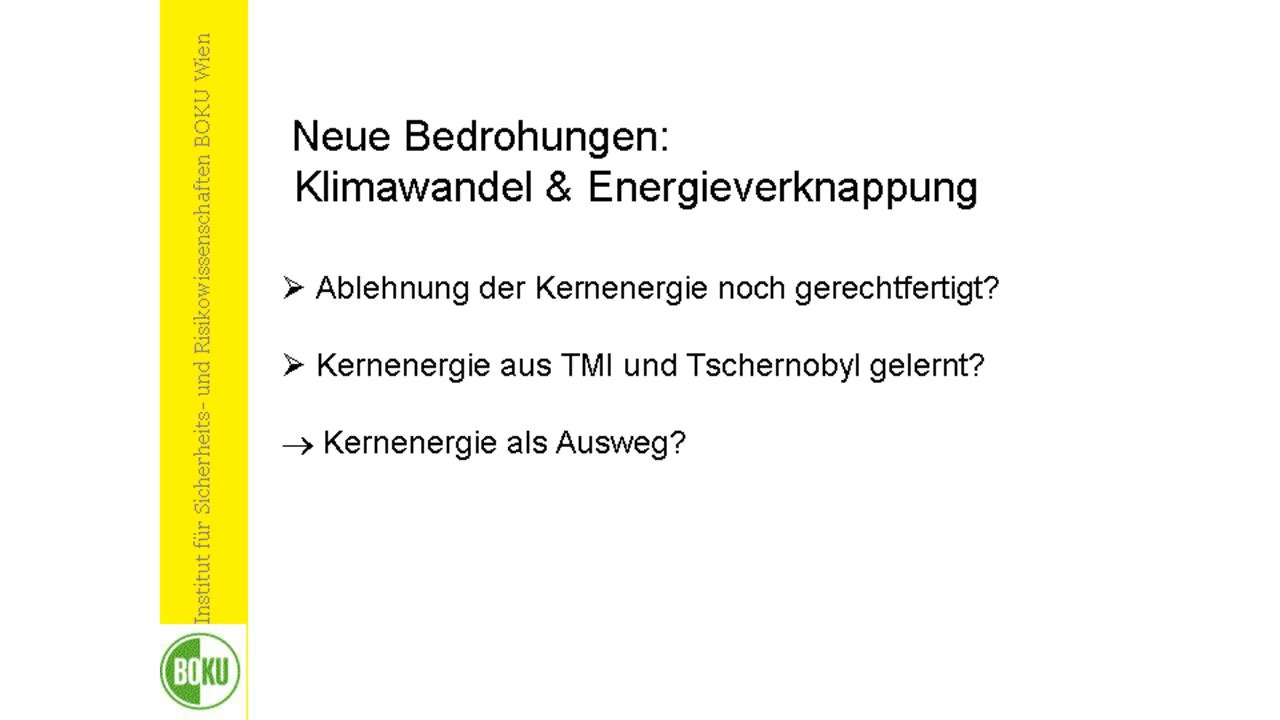 Neue Bedrohungen:
Klimawandel & Energieverknappung
➢ Ablehnung der Kernenergie noch gerechtfertigt?
➢ Kernenergie aus TMI und Tschernobyl gelernt?
→ Kernenergie als Ausweg?
Institut für Sicherheits- und Risikowissenschaften BOKU Wien
BOKU